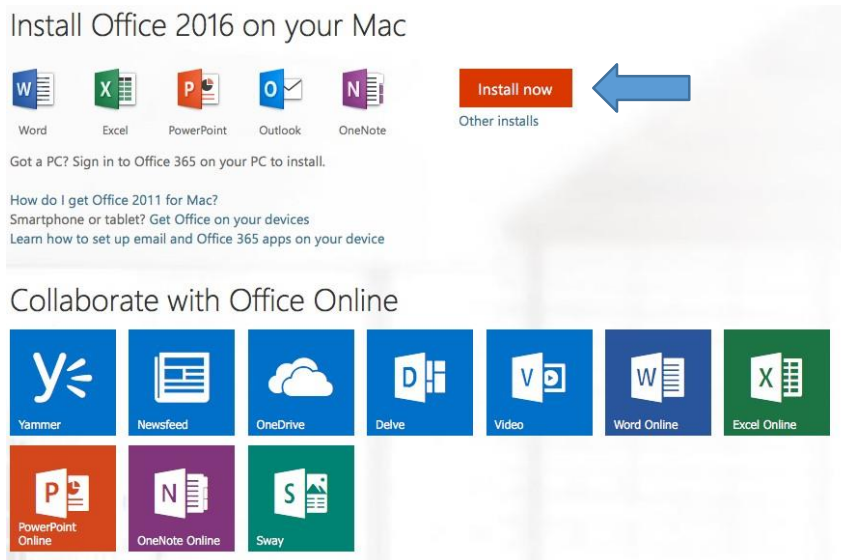 Install Office 2016 on your Mac
W X P O N
Install now
Word Excel PowerPoint Outlook OneNote
Other installs
Got a PC? Sign in to Office 365 on your PC to install.
How do I get Office 2011 for Mac?
Smartphone or tablet? Get Office on your devices
Learn how to set up email and Office 365 apps on your device
Collaborate with Office Online
y D V W X
Yammer Newsfeed OneDrive Delve Video Word Online Excel Online
P N S
PowerPoint
Online OneNote Online Sway